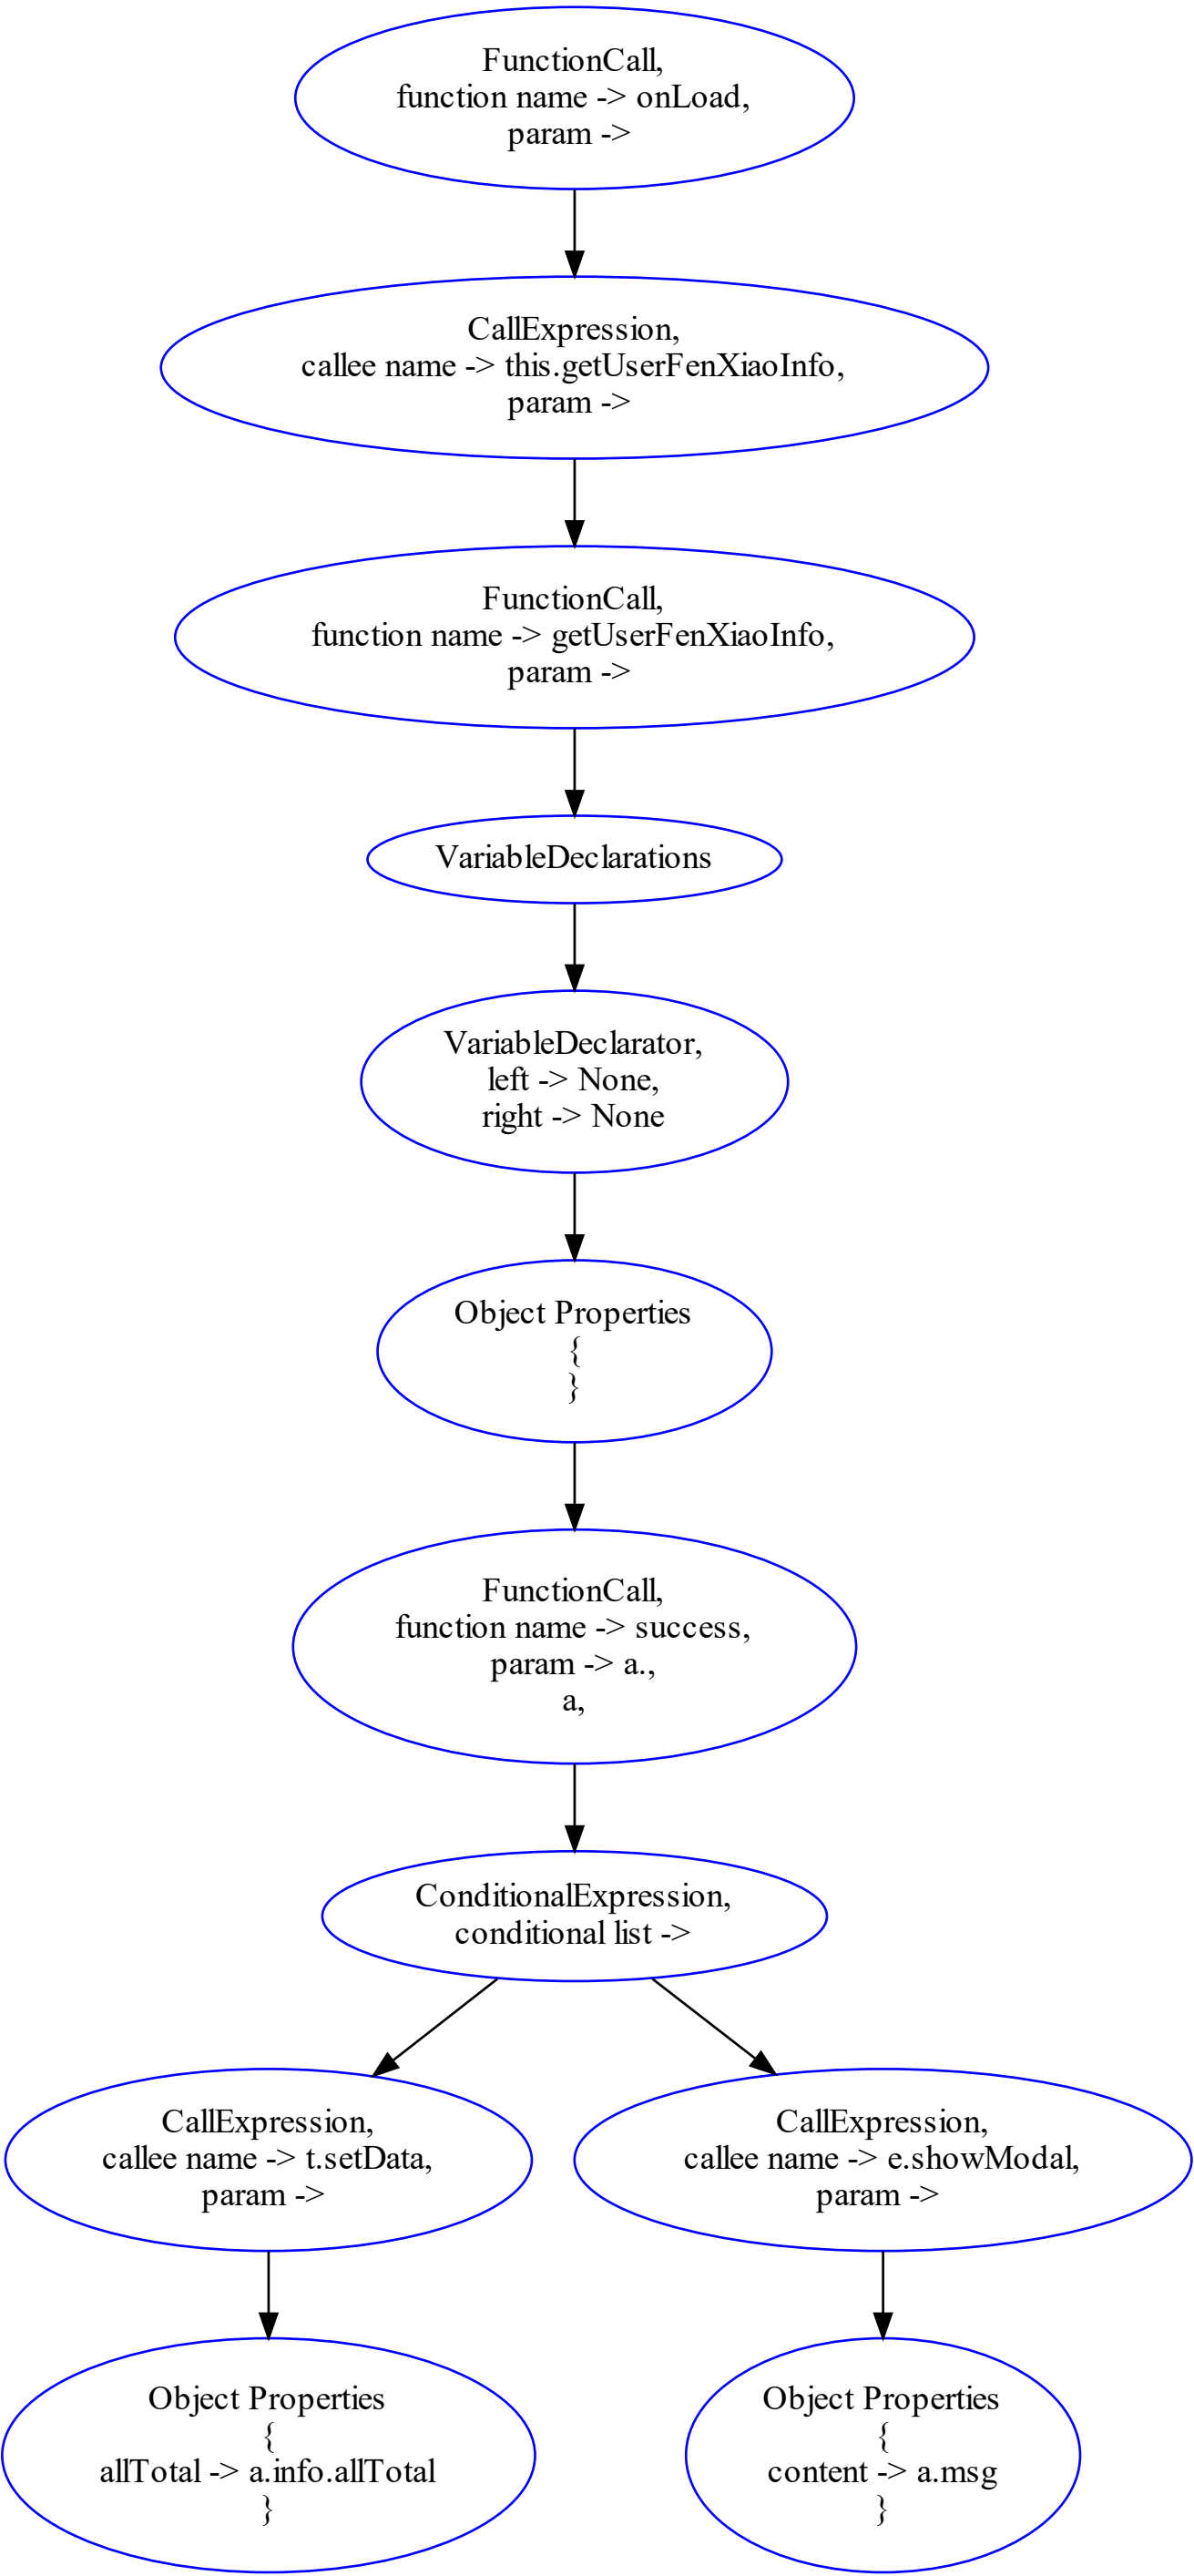 FunctionCall,
function name -> onLoad,
param ->
CallExpression,
callee name -> this.getUserFenXiaoInfo,
param ->
FunctionCall,
function name -> getUserFenXiaoInfo,
param ->
VariableDeclarations
VariableDeclarator,
left -> None,
right -> None
Object Properties
{
}
FunctionCall,
function name -> success,
param -> a.,
a,
ConditionalExpression,
conditional list ->
CallExpression,
callee name -> t.setData,
param ->
CallExpression,
callee name -> e.showModal,
param ->
Object Properties
{
allTotal -> a.info.allTotal
}
Object Properties
{
content -> a.msg
}